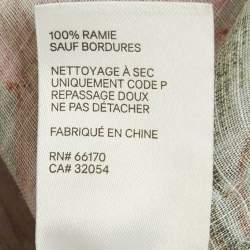 100% RAMIE
SAUF BORDURES
NETTOYAGE À SEC
UNIQUEMENT CODE P
REPASSAGE DOUX
NE PAS DÉTACHER
FABRIQUÉ EN CHINE
RN# 66170
CA# 32054